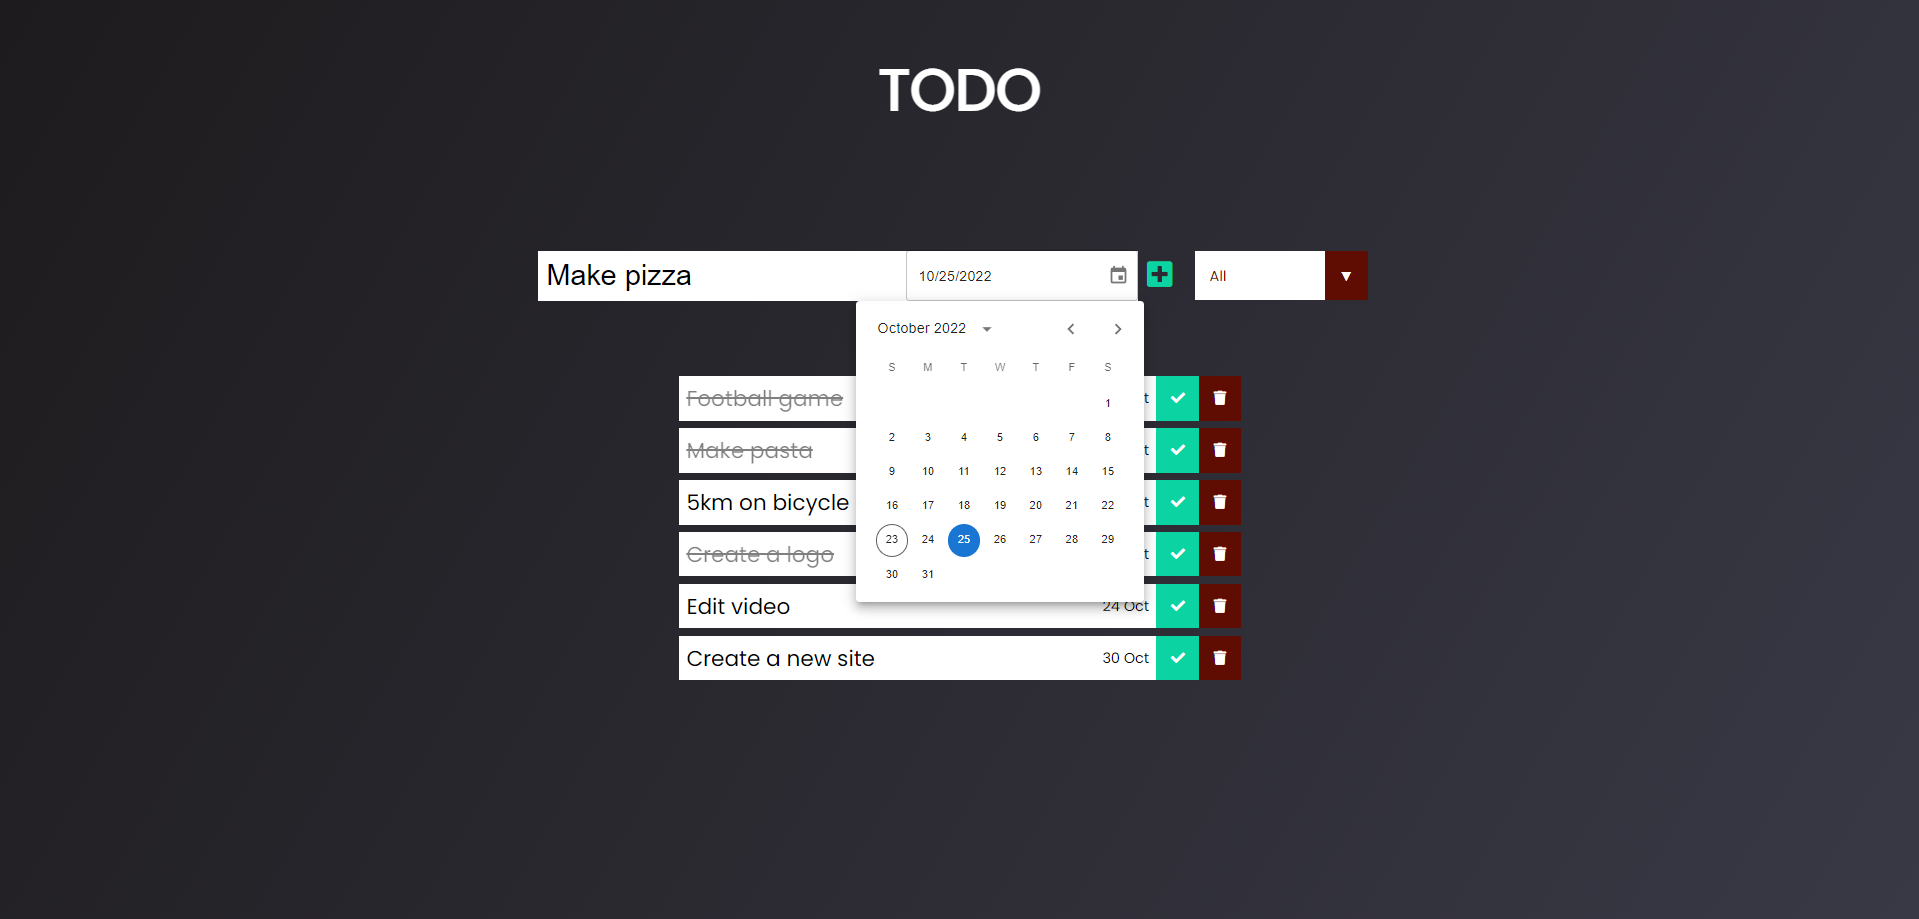 TODO
Make pizza
10/25/2022
All
October 2022
S M T W T F S
1
2 3 4 5 6 7 8
9 10 11 12 13 14 15
16 17 18 19 20 21 22
23 24 25 26 27 28 29
30 31
Football game
Make pasta
5km on bicycle
Create a logo
Edit video 24 Oct
Create a new site 30 Oct